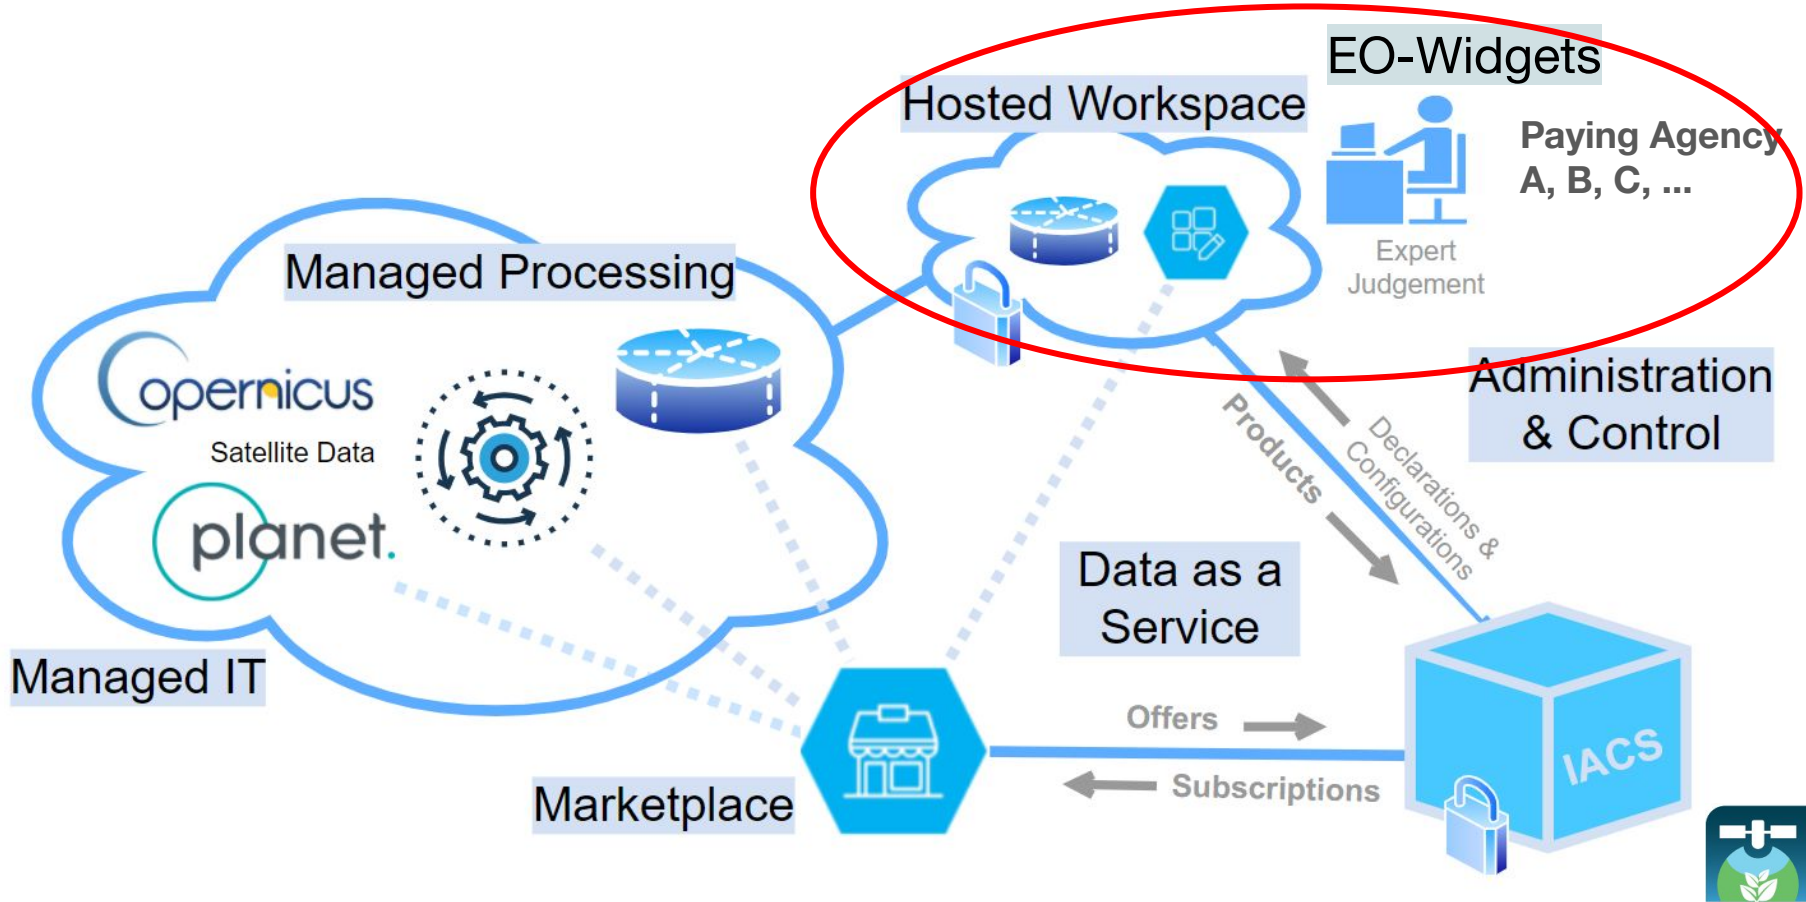 EO-Widgets
Hosted Workspace
Paying Agency
A, B, C, ...
Expert
Judgement
Managed Processing
Copernicus
Satellite Data
planet.
Managed IT
Administration
& Control
Products
Declarations &
Configurations
Data as a
Service
Offers
Subscriptions
Marketplace
IACS